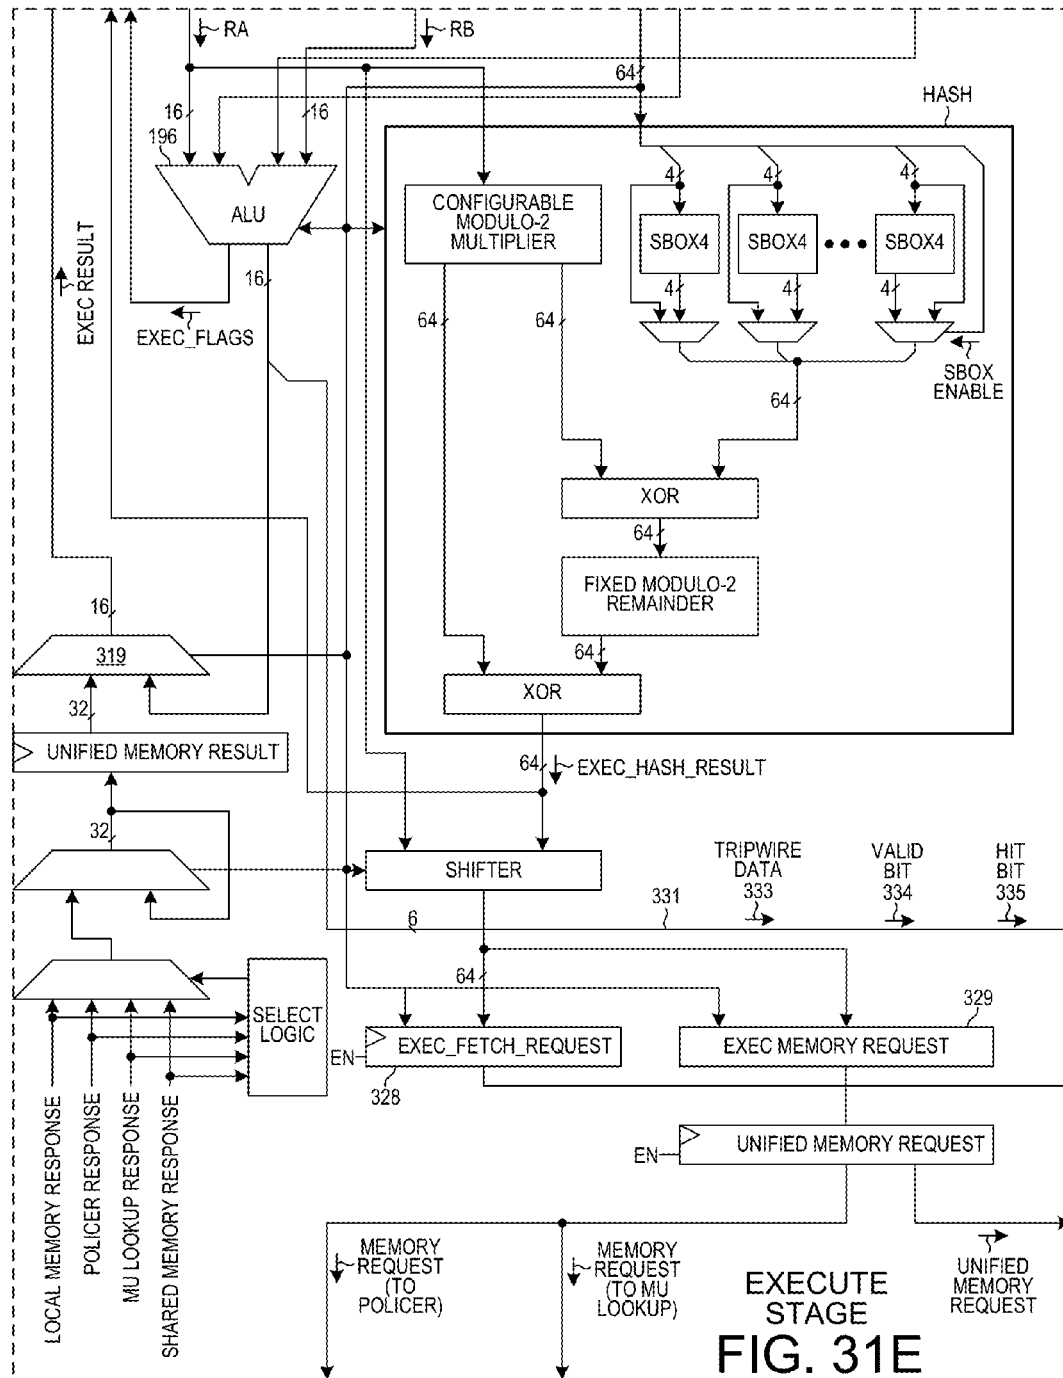 RA
RB
64
HASH
16
16
196
ALU
CONFIGURABLE
MODULO-2
MULTIPLIER
4
4
4
SBOX4
SBOX4
SBOX4
16
4
4
4
EXEC RESULT
EXEC_FLAGS
64
64
SBOX
ENABLE
64
XOR
64
FIXED MODULO-2
REMAINDER
16
64
319
XOR
32
UNIFIED MEMORY RESULT
64
EXEC_HASH_RESULT
32
SHIFTER
TRIPWIRE
DATA
333
VALID
BIT
334
HIT
BIT
335
331
6
64
SELECT
LOGIC
329
EN
EXEC_FETCH_REQUEST
EXEC MEMORY REQUEST
328
LOCAL MEMORY RESPONSE
POLICER RESPONSE
MU LOOKUP RESPONSE
SHARED MEMORY RESPONSE
EN
UNIFIED MEMORY REQUEST
MEMORY
REQUEST
(TO
POLICER)
MEMORY
REQUEST
(TO MU
LOOKUP)
UNIFIED
MEMORY
REQUEST
EXECUTE
STAGE
FIG. 31E